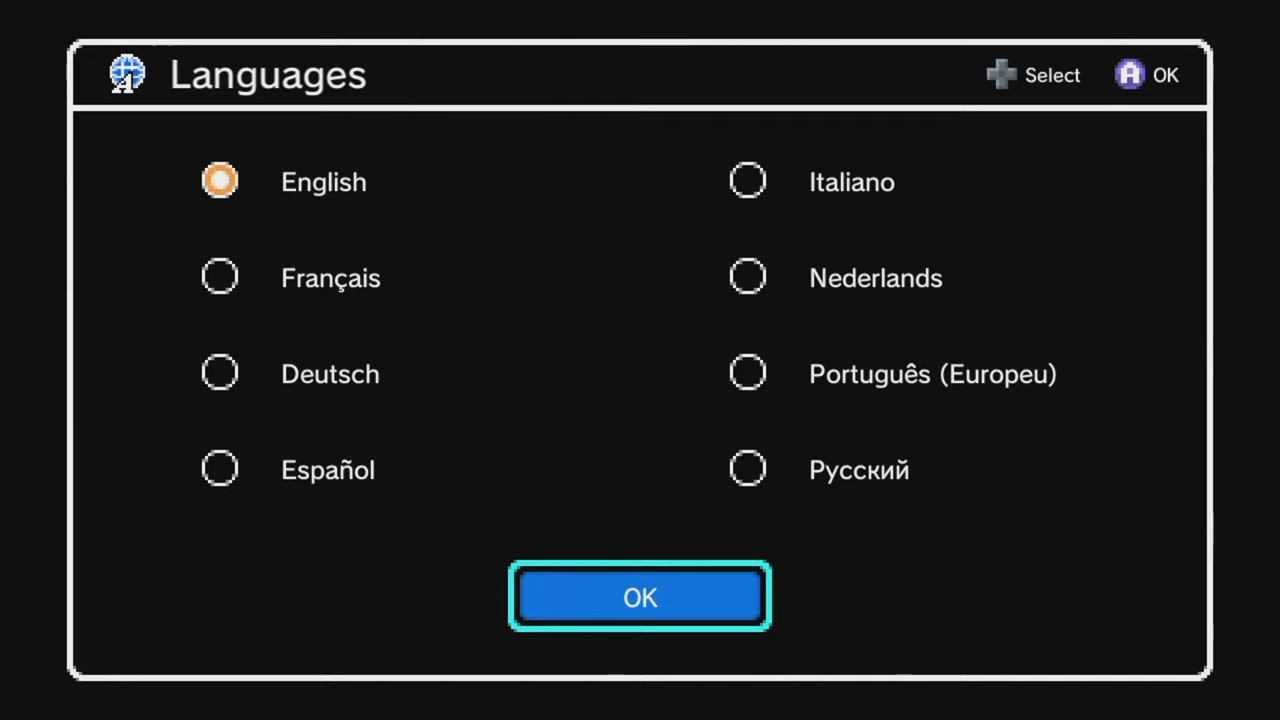 Languages
Select
A OK
English
Italiano
Français
Nederlands
Deutsch
Português (Europeu)
Español
Русский
OK